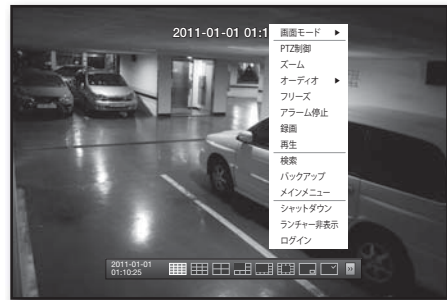 2011-01-01 01:1
画面モード ▶
PTZ制御
ズーム
オーディオ ▶
フリーズ
アラーム停止
録画
再生
検索
バックアップ
メインメニュー
シャットダウン
ランチャー非表示
ログイン
2011-01-01
01:10:25